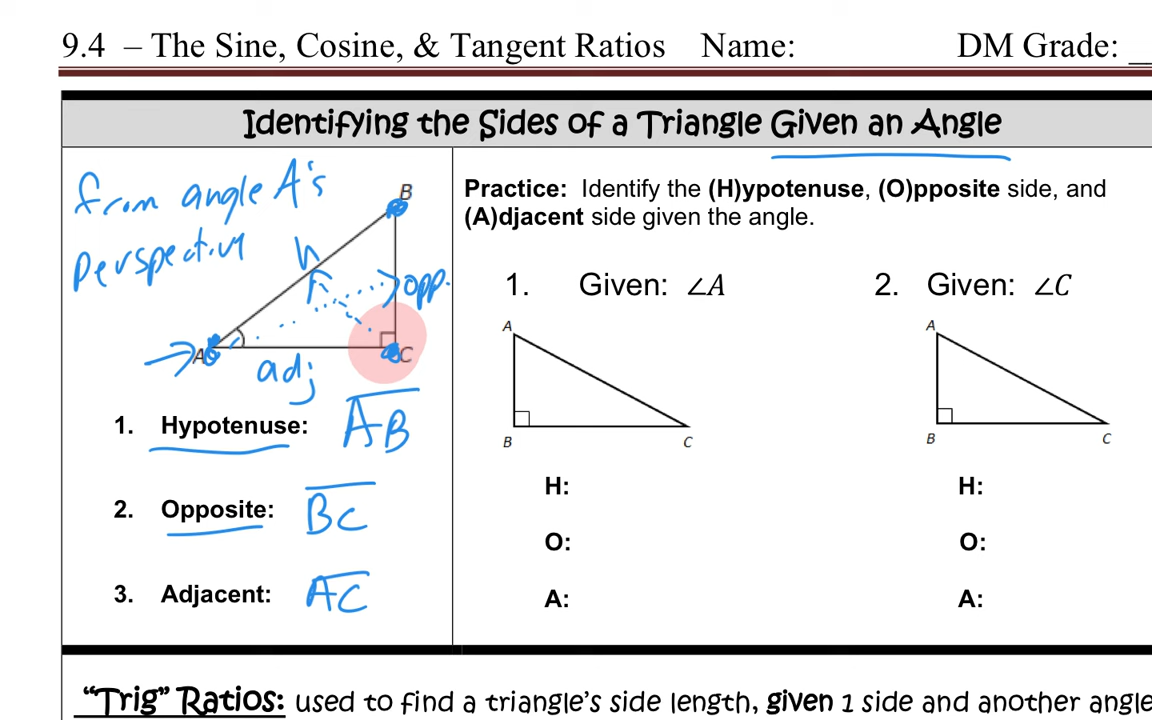 9.4 – The Sine, Cosine, & Tangent Ratios Name: DM Grade: __
Identifying the Sides of a Triangle Given an Angle
from angle A's
perspective
B
h
opp.
A
C
adj
1. Hypotenuse: AB
2. Opposite: BC
3. Adjacent: AC
Practice: Identify the (H)ypotenuse, (O)pposite side, and
(A)djacent side given the angle.
1. Given: ∠A
A
B
C
H:
O:
A:
2. Given: ∠C
A
B
C
H:
O:
A:
“Trig” Ratios: used to find a triangle’s side length, given 1 side and another angle